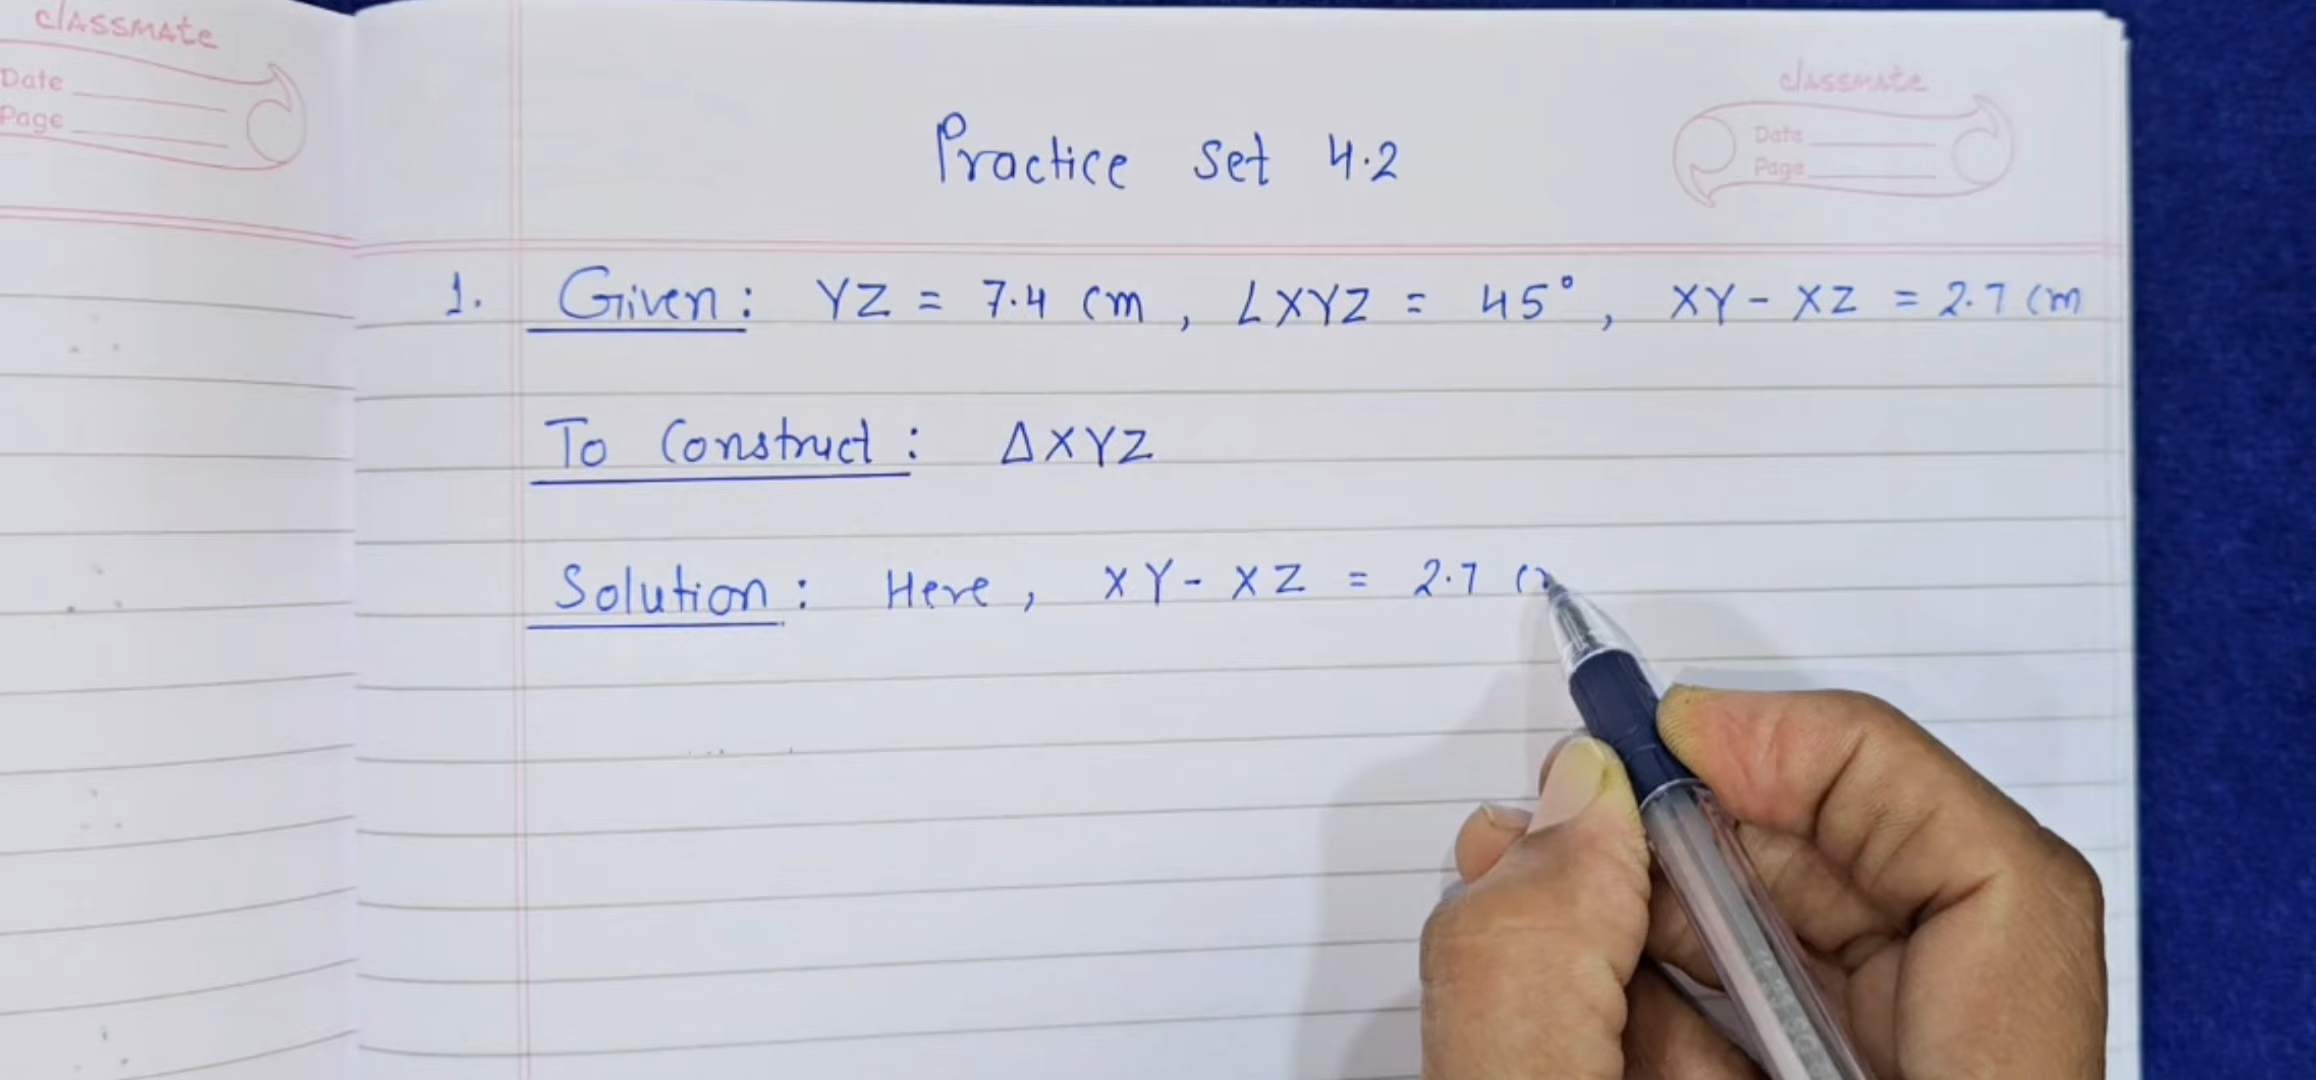 classmate
Date
Page
classmate
Date
Page
Practice Set 4.2
1. Given: YZ = 7.4 cm, ∠XYZ = 45°, XY - XZ = 2.7 cm
To Construct: ΔXYZ
Solution: Here, XY - XZ = 2.7